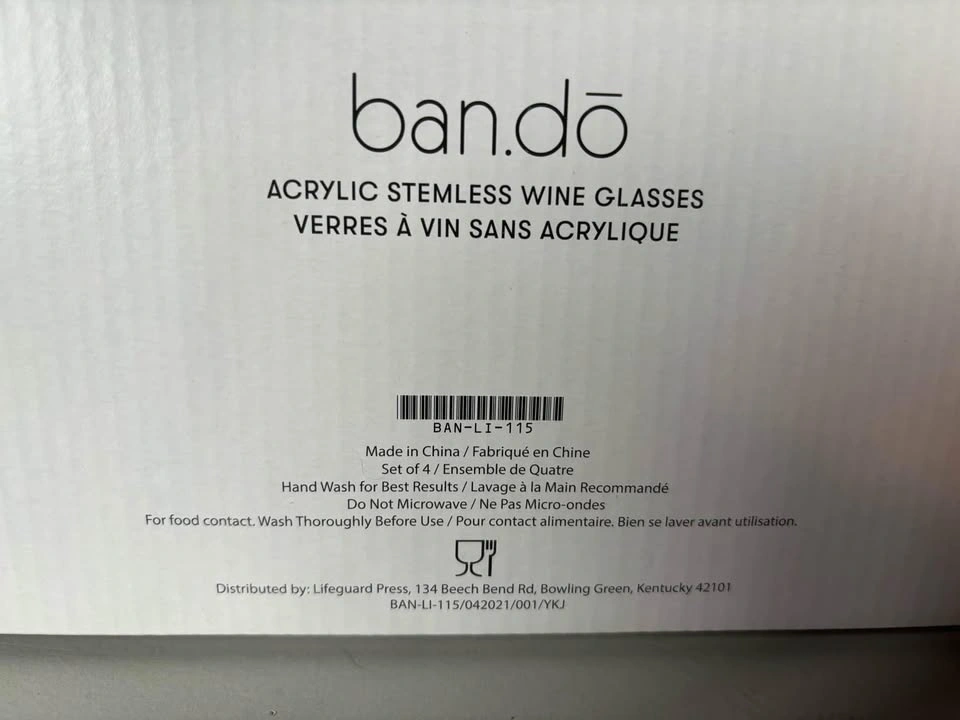 ban.dō
ACRYLIC STEMLESS WINE GLASSES
VERRES À VIN SANS ACRYLIQUE
BAN-LI-115
Made in China / Fabriqué en Chine
Set of 4 / Ensemble de Quatre
Hand Wash for Best Results / Lavage à la Main Recommandé
Do Not Microwave / Ne Pas Micro-ondes
For food contact. Wash Thoroughly Before Use / Pour contact alimentaire. Bien se laver avant utilisation.
Distributed by: Lifeguard Press, 134 Beech Bend Rd, Bowling Green, Kentucky 42101
BAN-LI-115/042021/001/YKJ